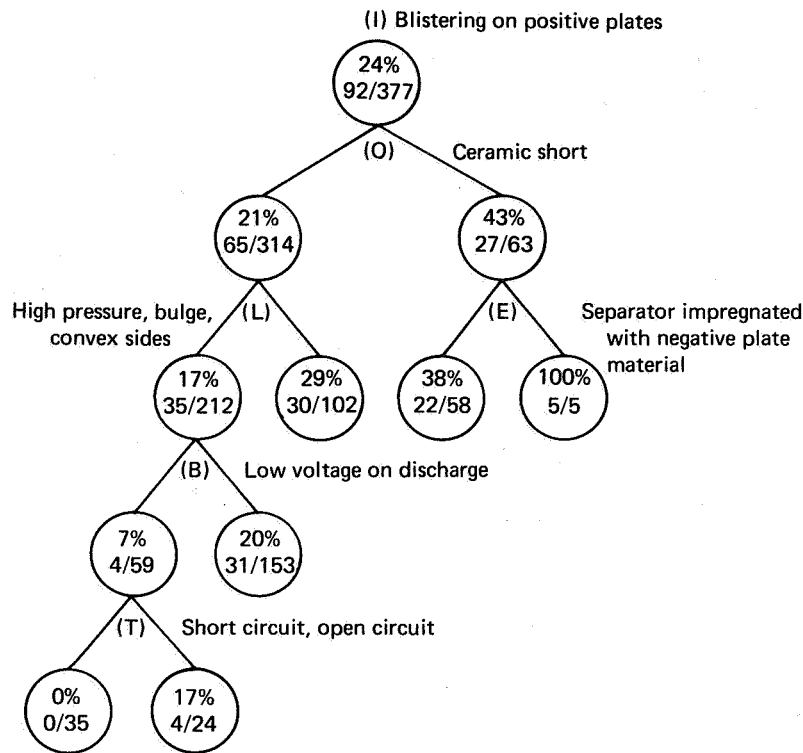 (I) Blistering on positive plates
24%
92/377
(O)
Ceramic short
21%
65/314
43%
27/63
High pressure, bulge,
convex sides
(L)
(E)
Separator impregnated
with negative plate
material
17%
35/212
29%
30/102
38%
22/58
100%
5/5
(B)
Low voltage on discharge
7%
4/59
20%
31/153
(T)
Short circuit, open circuit
0%
0/35
17%
4/24